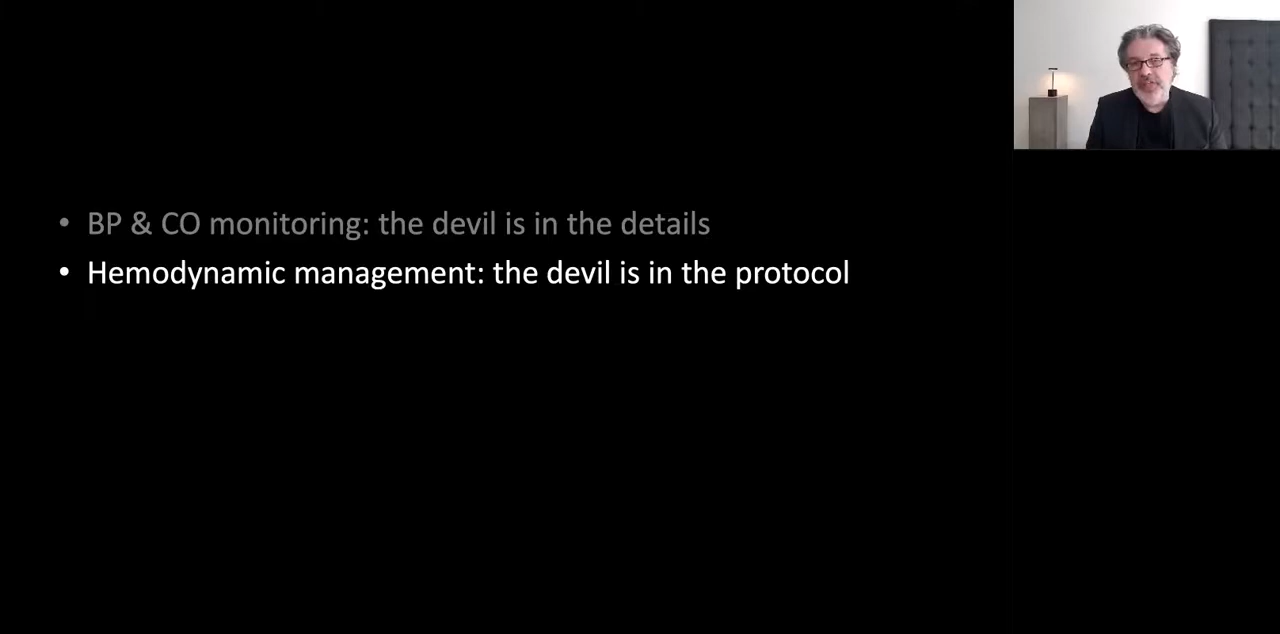 • BP & CO monitoring: the devil is in the details
• Hemodynamic management: the devil is in the protocol